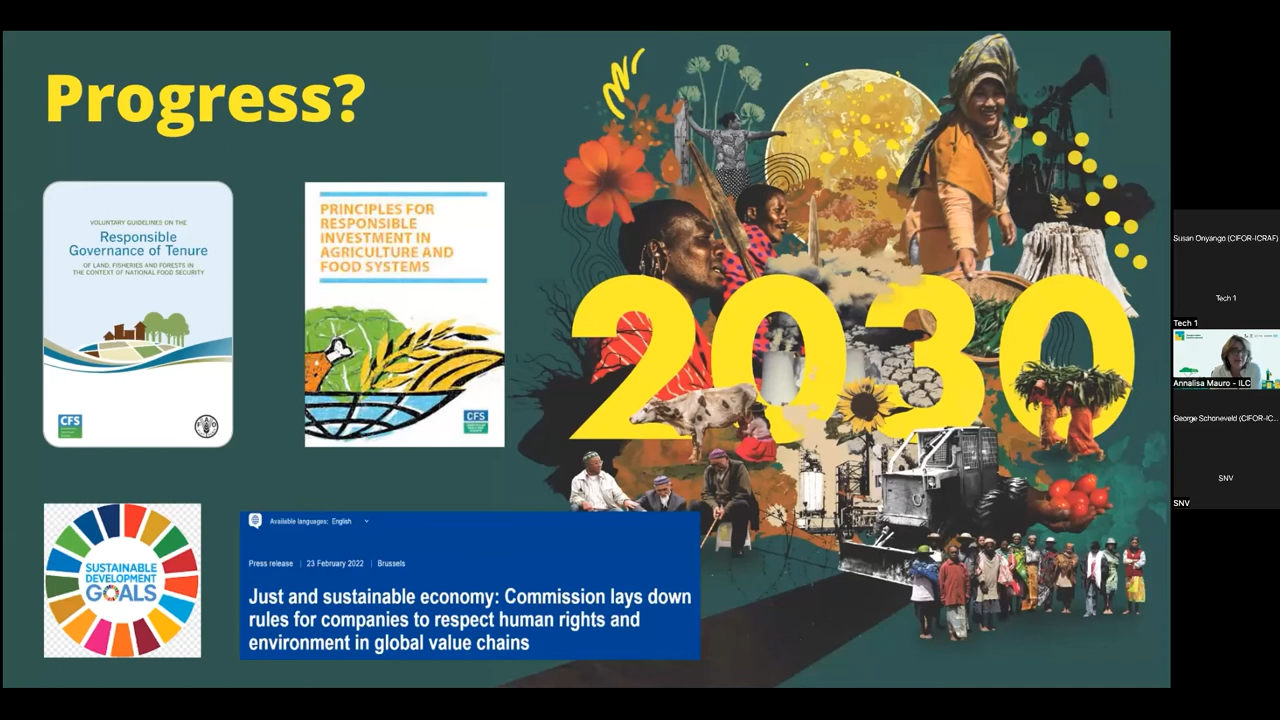 Progress?
VOLUNTARY GUIDELINES ON THE
Responsible
Governance of Tenure
OF LAND, FISHERIES AND FORESTS IN
THE CONTEXT OF NATIONAL FOOD SECURITY
CFS
PRINCIPLES FOR
RESPONSIBLE
INVESTMENT IN
AGRICULTURE AND
FOOD SYSTEMS
CFS
2030
SUSTAINABLE
DEVELOPMENT
GOALS
Available languages: English
Press release | 23 February 2022 | Brussels
Just and sustainable economy: Commission lays down
rules for companies to respect human rights and
environment in global value chains
Susan Onyango (CIFOR-ICRAF)
Tech 1
Tech 1
Annalisa Mauro - ILC
George Schoneveld (CIFOR-IC...
SNV
SNV